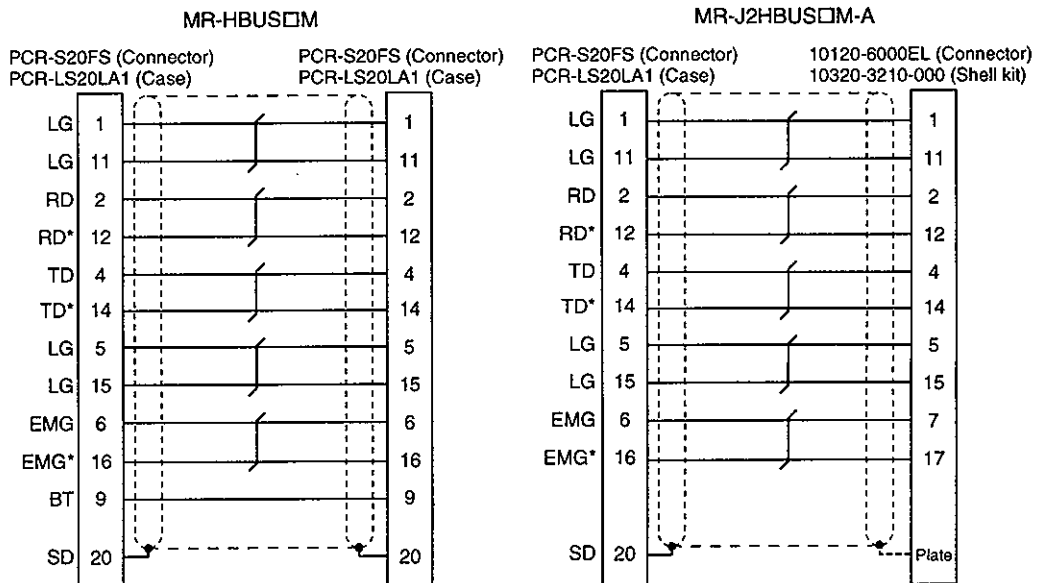 MR-HBUS□M
PCR-S20FS (Connector) PCR-S20FS (Connector)
PCR-LS20LA1 (Case) PCR-LS20LA1 (Case)
LG 1 1
LG 11 11
RD 2 2
RD* 12 12
TD 4 4
TD* 14 14
LG 5 5
LG 15 15
EMG 6 6
EMG* 16 16
BT 9 9
SD 20 20
MR-J2HBUS□M-A
PCR-S20FS (Connector) 10120-6000EL (Connector)
PCR-LS20LA1 (Case) 10320-3210-000 (Shell kit)
LG 1 1
LG 11 11
RD 2 2
RD* 12 12
TD 4 4
TD* 14 14
LG 5 5
LG 15 15
EMG 6 7
EMG* 16 17
SD 20 Plate